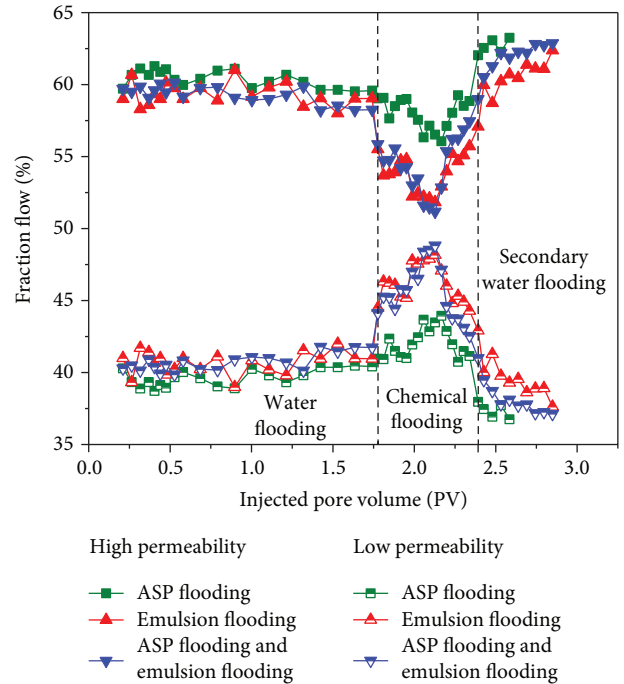 Fraction flow (%)
65
60
55
50
45
40
35
Water
flooding
Chemical
flooding
Secondary
water flooding
0.0
0.5
1.0
1.5
2.0
2.5
3.0
Injected pore volume (PV)
High permeability
ASP flooding
Emulsion flooding
ASP flooding and
emulsion flooding
Low permeability
ASP flooding
Emulsion flooding
ASP flooding and
emulsion flooding